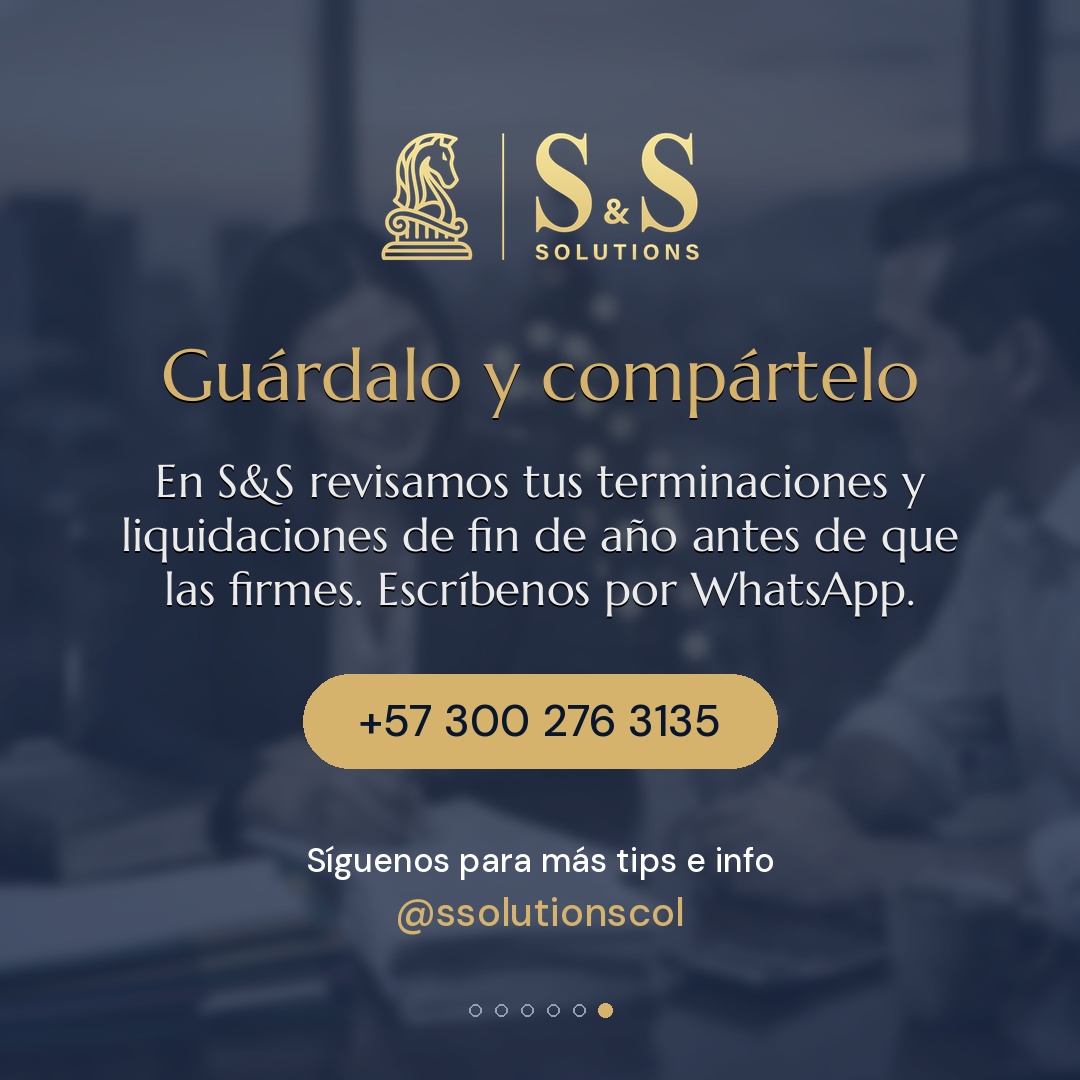 S&S
SOLUTIONS
Guárdalo y compártelo
En S&S revisamos tus terminaciones y
liquidaciones de fin de año antes de que
las firmes. Escríbenos por WhatsApp.
+57 300 276 3135
Síguenos para más tips e info
@ssolutionscol